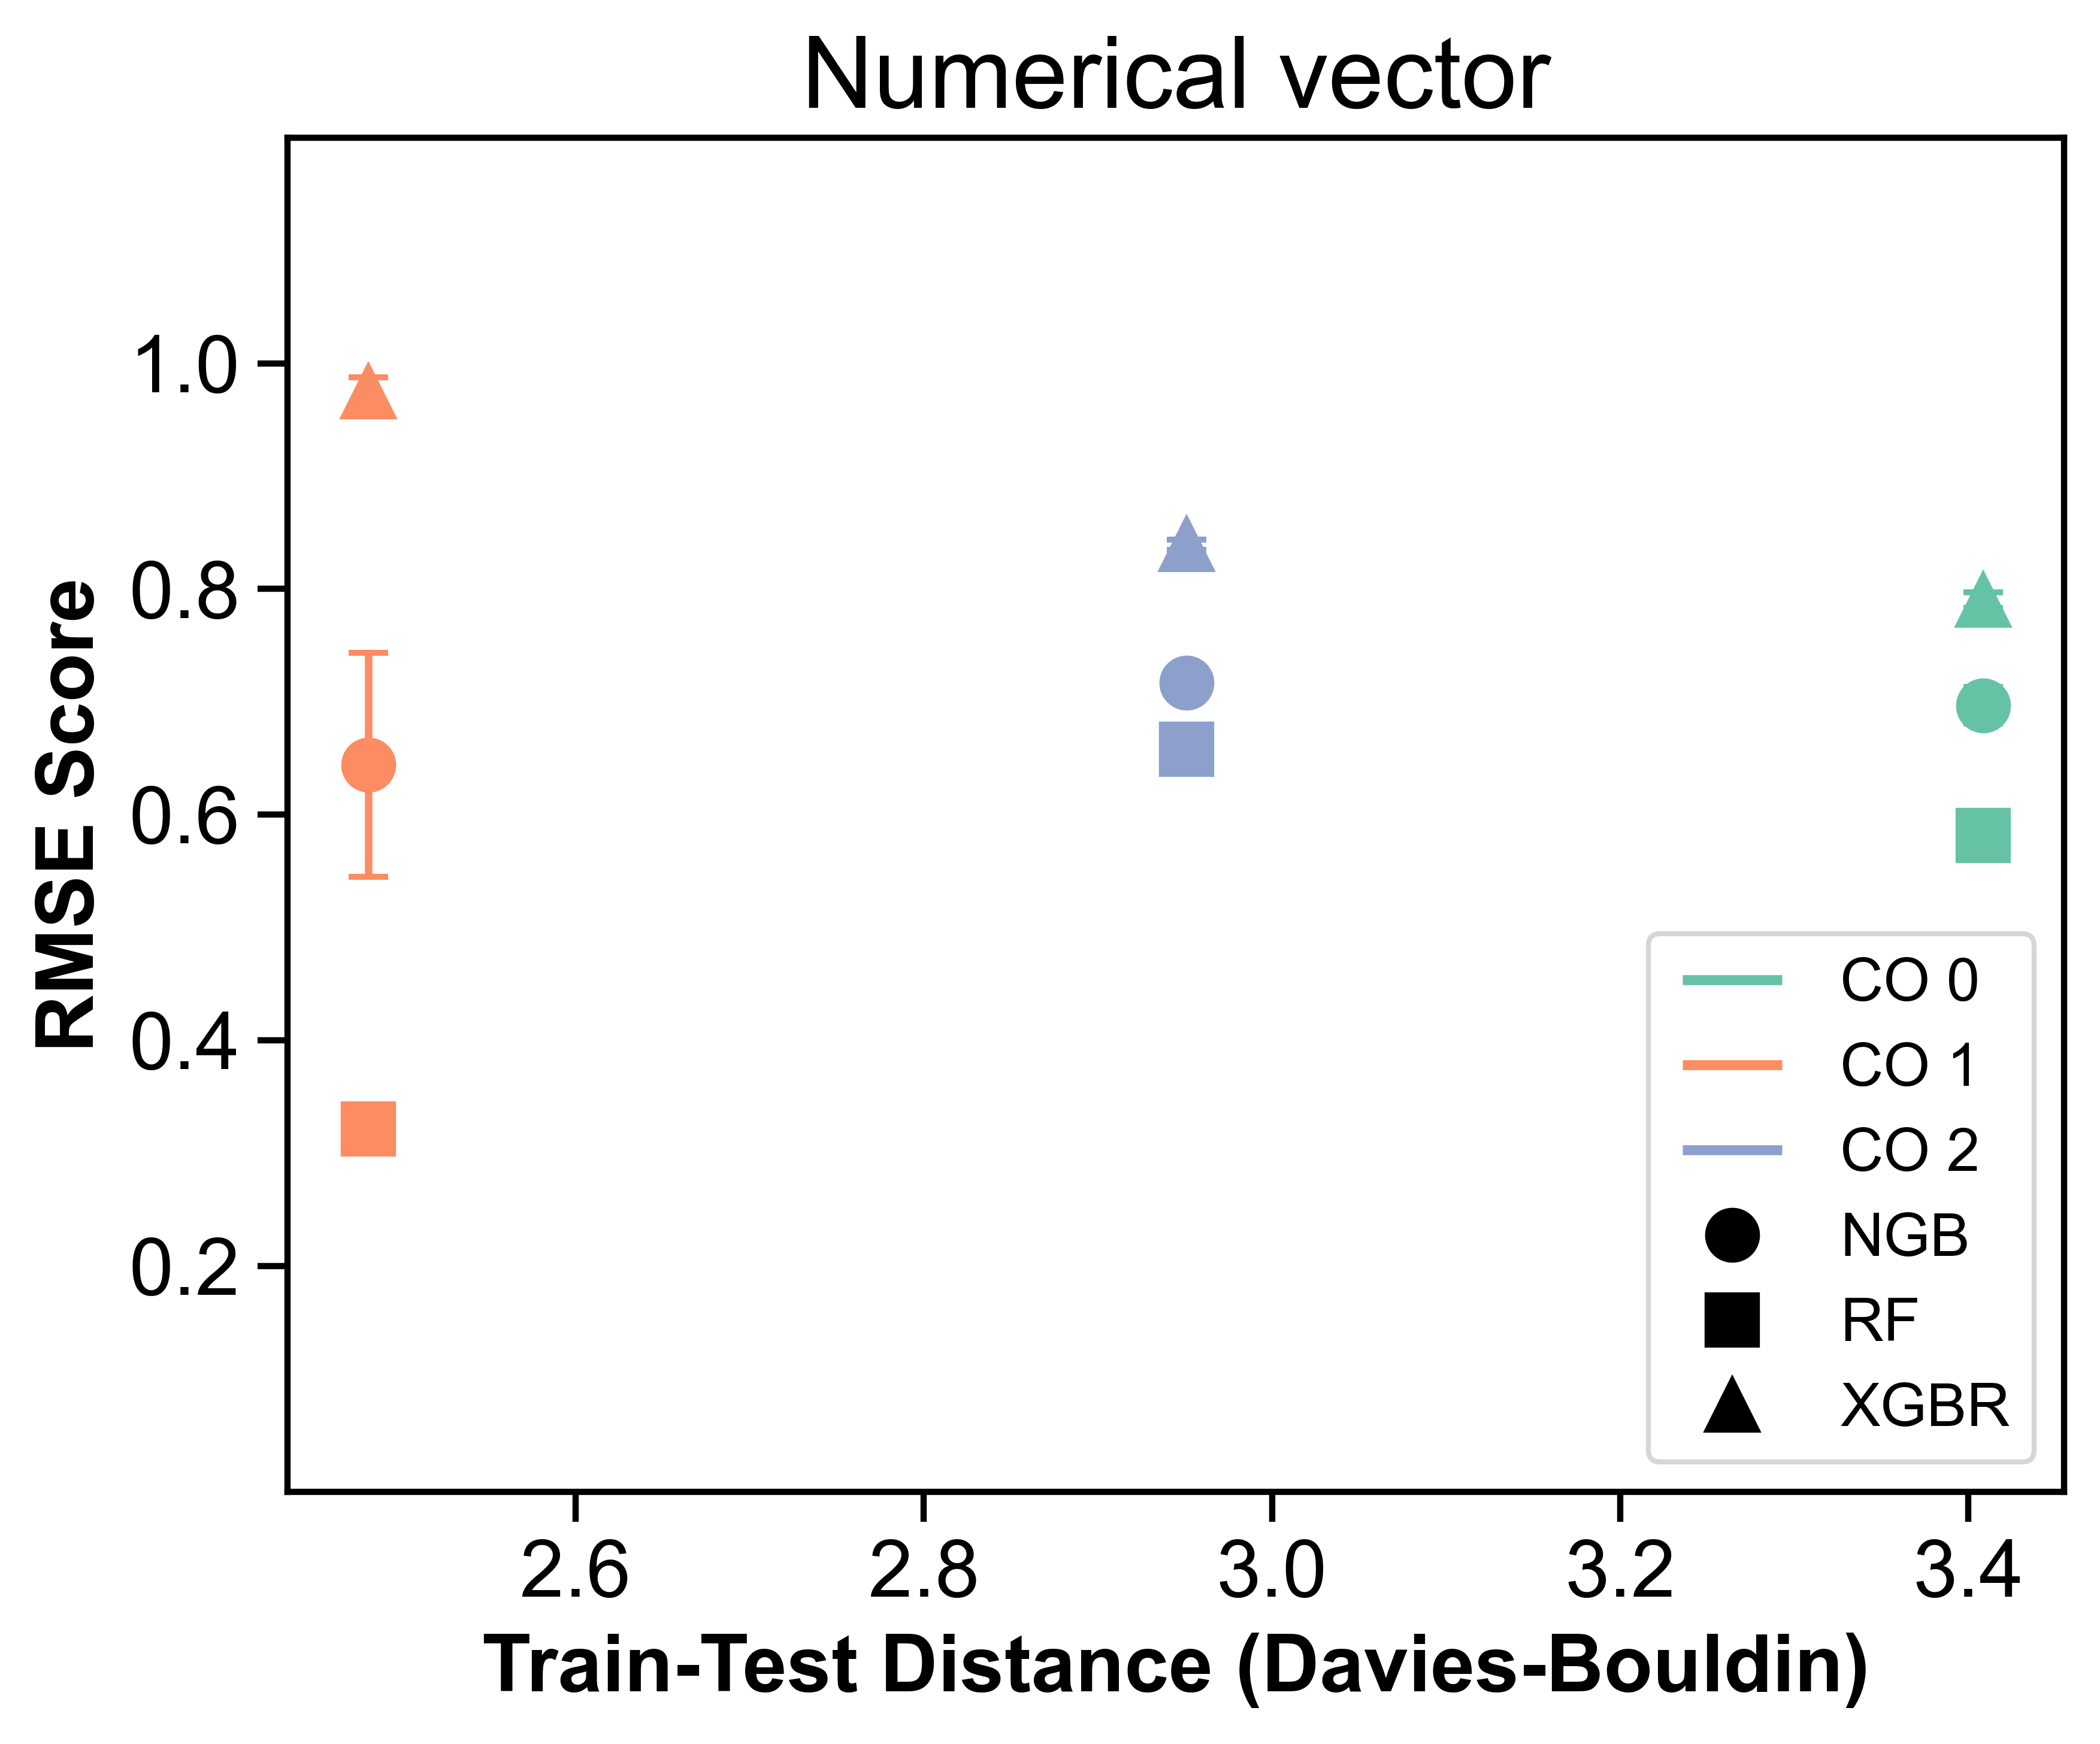 Numerical vector
RMSE Score
1.0
0.8
0.6
0.4
0.2
CO 0
CO 1
CO 2
NGB
RF
XGBR
2.6 2.8 3.0 3.2 3.4
Train-Test Distance (Davies-Bouldin)